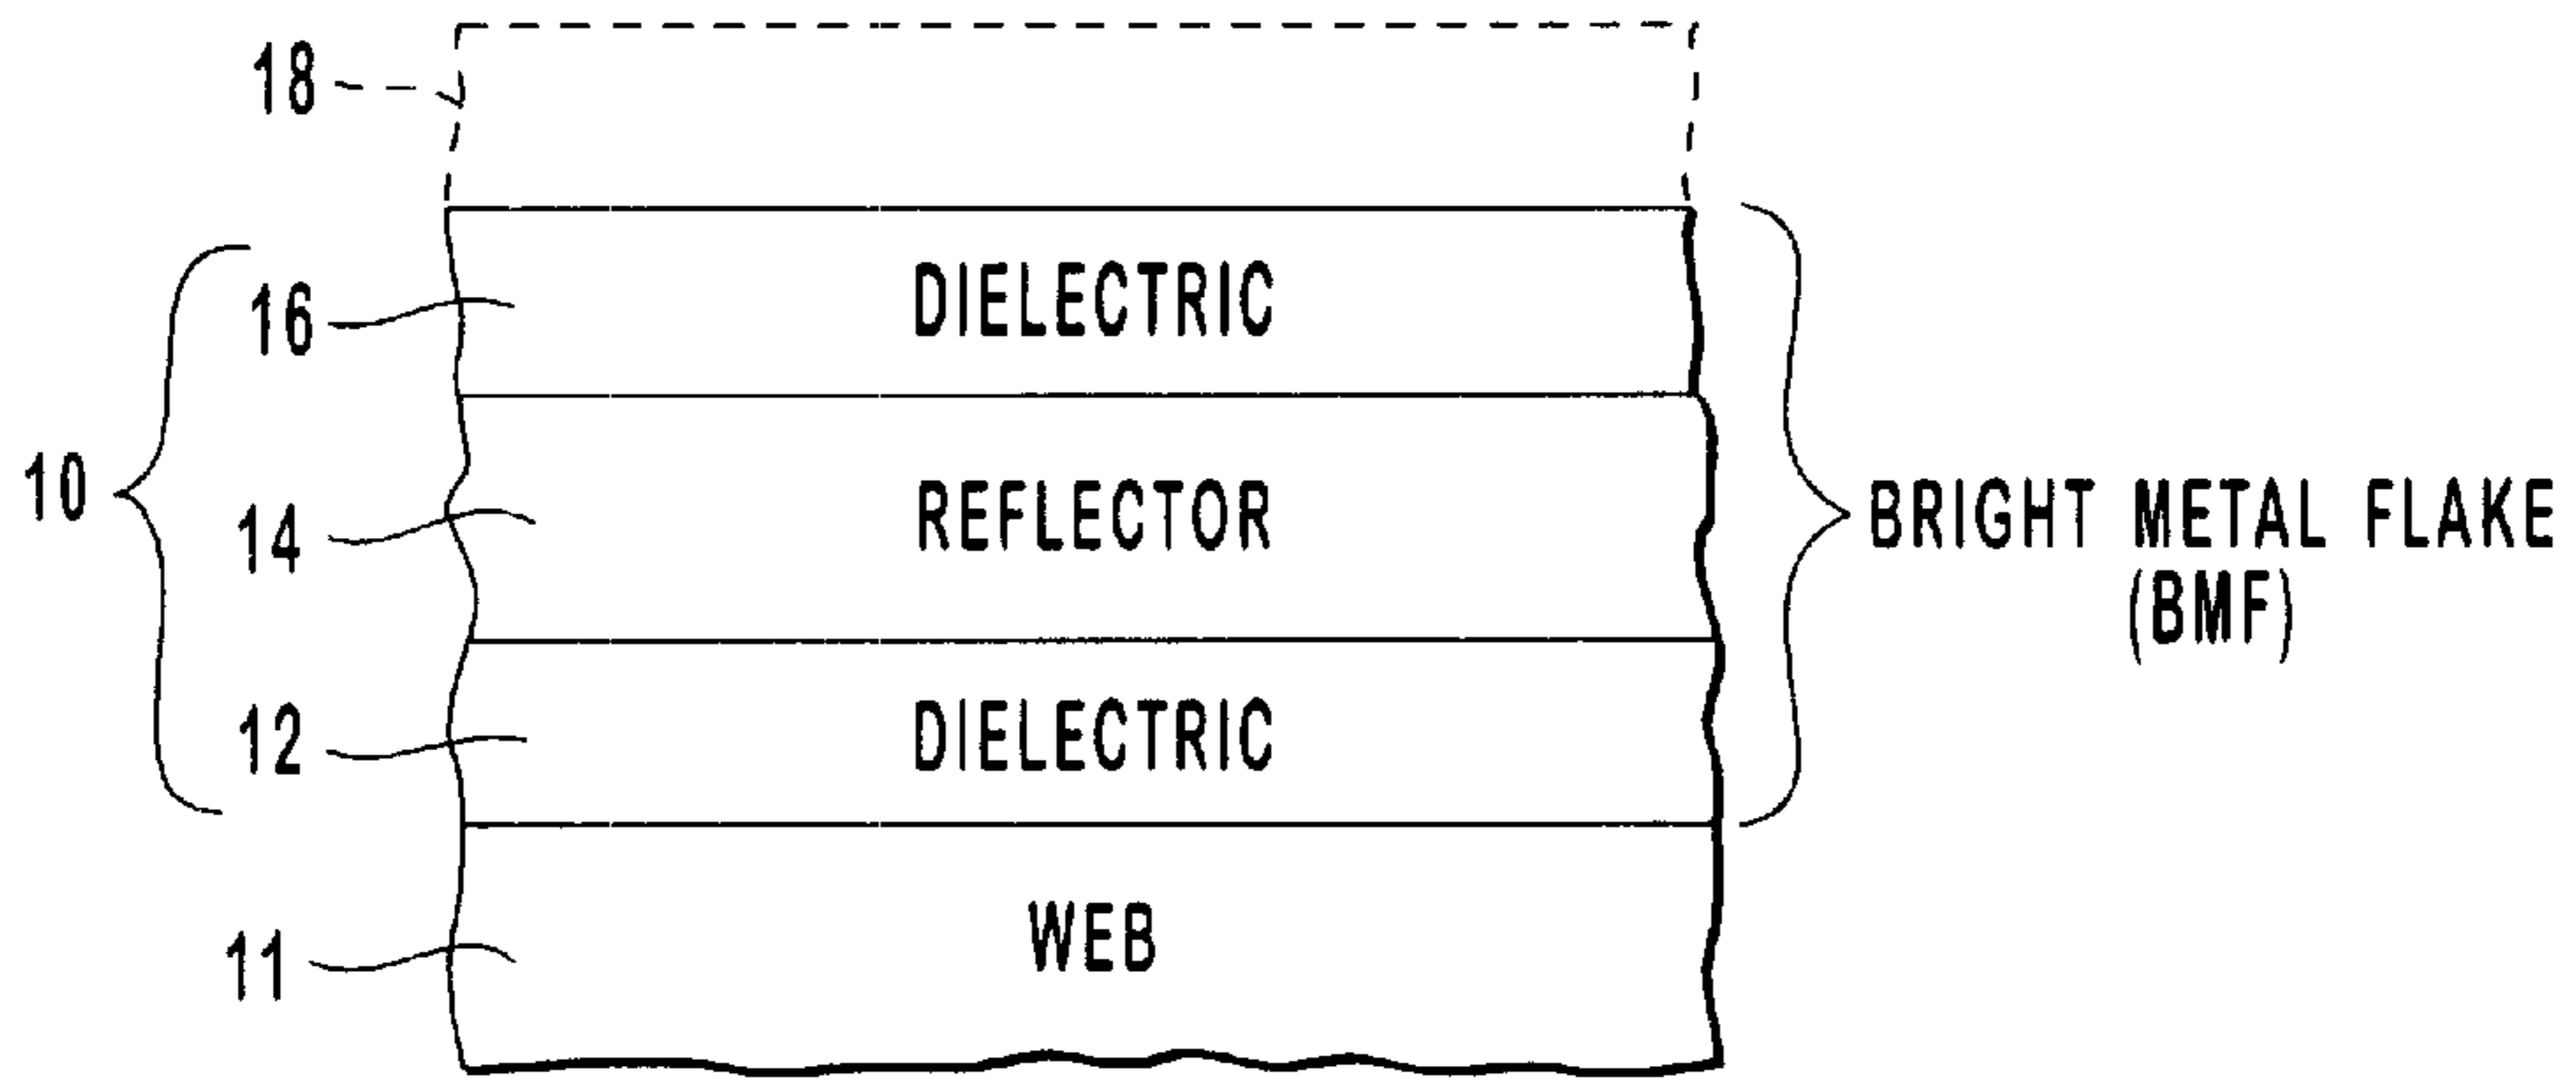 18
16 DIELECTRIC
10
14 REFLECTOR
BRIGHT METAL FLAKE
(BMF)
12 DIELECTRIC
11 WEB